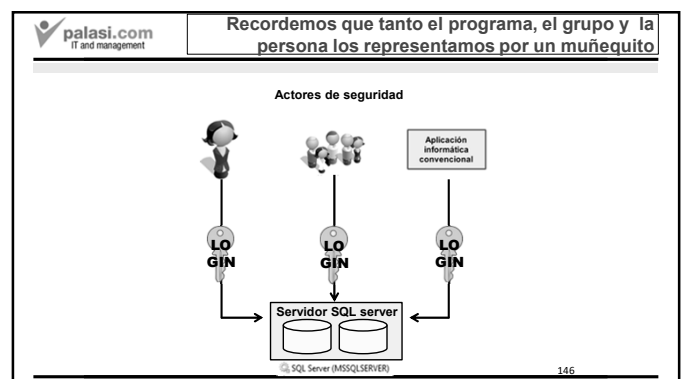 palasi.com
IT and management
Recordemos que tanto el programa, el grupo y la
persona los representamos por un muñequito
Actores de seguridad
Aplicación
informática
convencional
LO
GIN
LO
GIN
LO
GIN
Servidor SQL server
SQL Server (MSSQLSERVER)
146